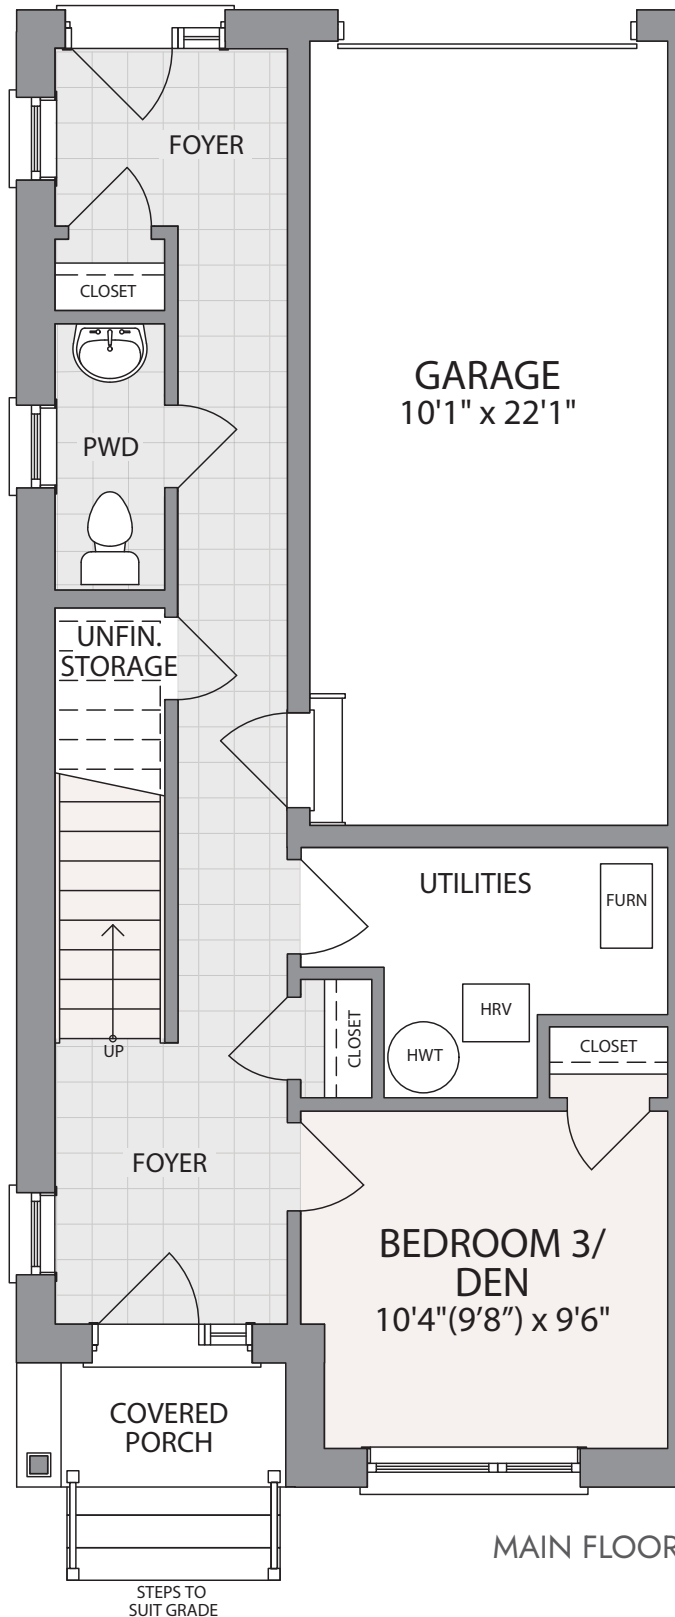 FOYER
CLOSET
GARAGE
10'1" x 22'1"
PWD
UNFIN.
STORAGE
UTILITIES
FURN
HRV
HWT
CLOSET
CLOSET
UP
FOYER
BEDROOM 3/
DEN
10'4"(9’8”) x 9'6"
COVERED
PORCH
MAIN FLOOR
STEPS TO
SUIT GRADE